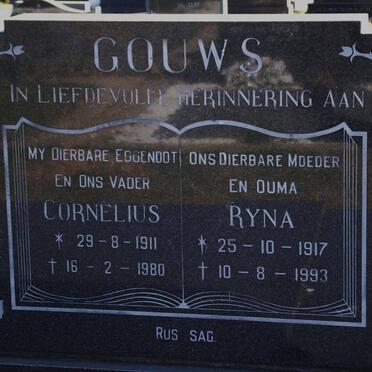 GOUWS
IN LIEFDEVOLLE HERINNERING AAN
MY DIERBARE EGGENOOT
EN ONS VADER
CORNELIUS
* 29 - 8 - 1911
† 16 - 2 - 1980
ONS DIERBARE MOEDER
EN OUMA
RYNA
* 25 - 10 - 1917
† 10 - 8 - 1993
RUS SAG